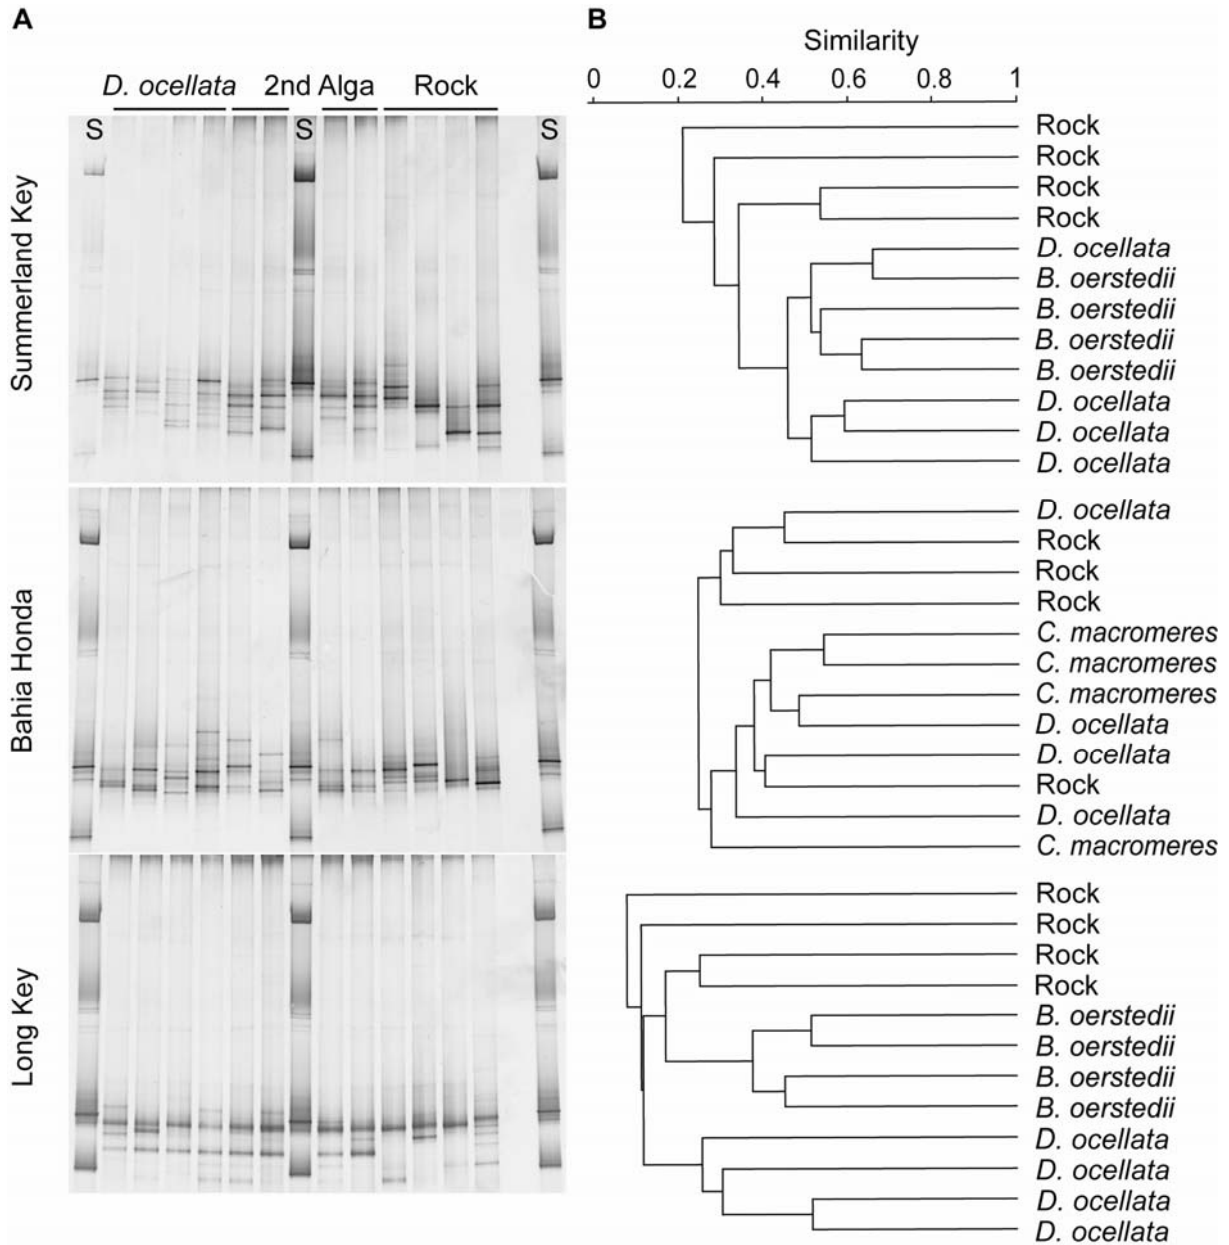 A
D. ocellata 2nd Alga Rock
S S S
Summerland Key
Bahia Honda
Long Key
B
Similarity
0 0.2 0.4 0.6 0.8 1
Rock
Rock
Rock
Rock
D. ocellata
B. oerstedii
B. oerstedii
B. oerstedii
B. oerstedii
D. ocellata
D. ocellata
D. ocellata
D. ocellata
Rock
Rock
Rock
C. macromeres
C. macromeres
C. macromeres
D. ocellata
D. ocellata
Rock
D. ocellata
C. macromeres
Rock
Rock
Rock
Rock
B. oerstedii
B. oerstedii
B. oerstedii
B. oerstedii
D. ocellata
D. ocellata
D. ocellata
D. ocellata